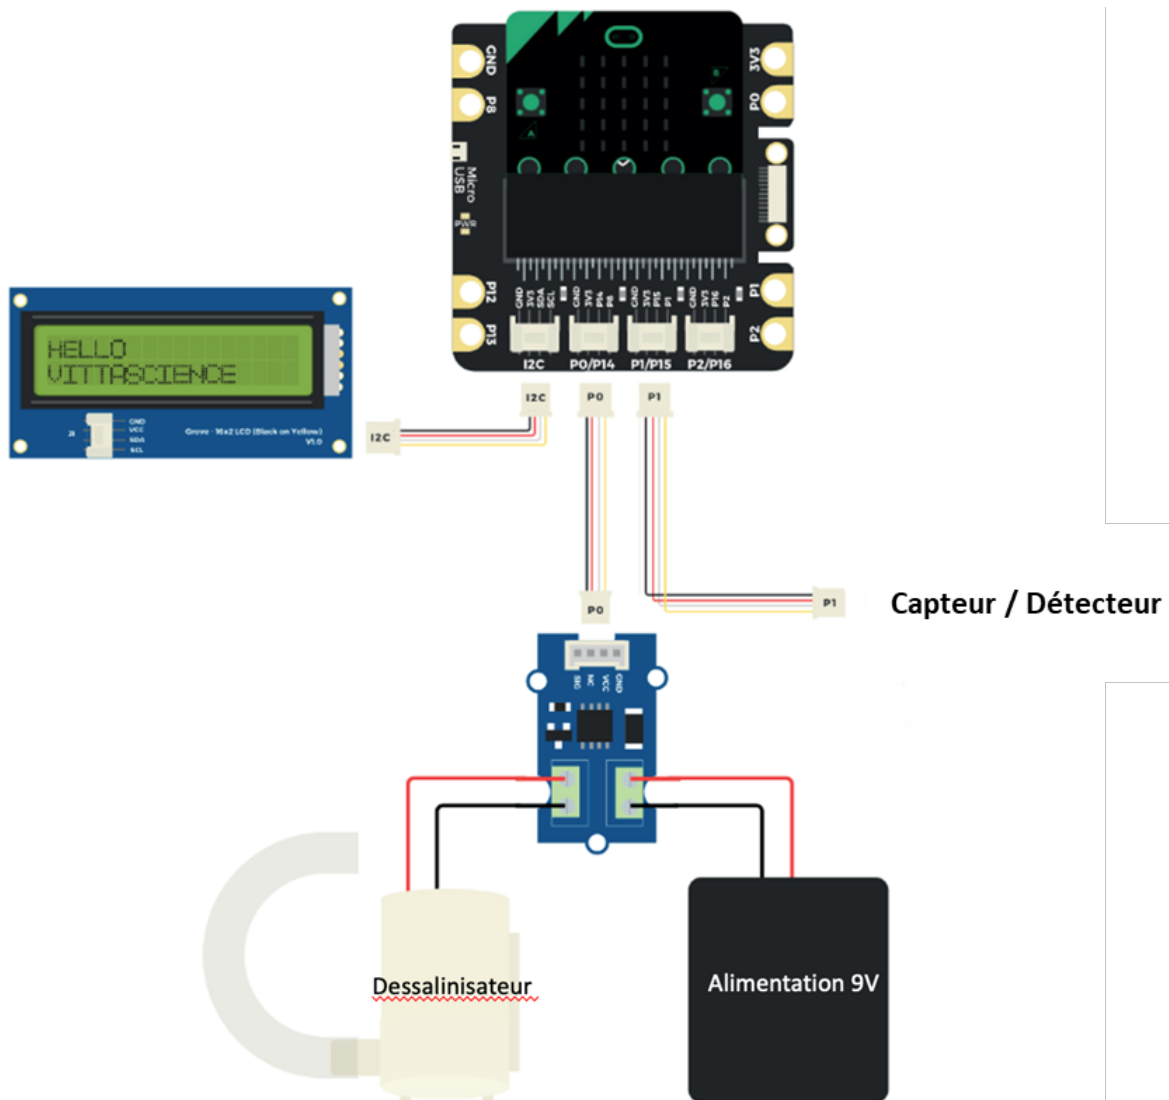 GND
3V3
P8
P0
A
B
Micro
USB
PWR
P12
P1
P13
P2
GND
3V3
SDA
SCL
GND
3V3
P14
P8
GND
3V3
P15
P1
GND
3V3
P16
P2
I2C
P0/P14
P1/P15
P2/P16
HELLO
VITTASCIENCE
GND
VCC
SDA
SCL
Grove - 16x2 LCD (Black on Yellow)
V1.0
I2C
I2C
P0
P1
P0
P1
Capteur / Détecteur
SIG
NC
VCC
GND
Dessalinisateur
Alimentation 9V